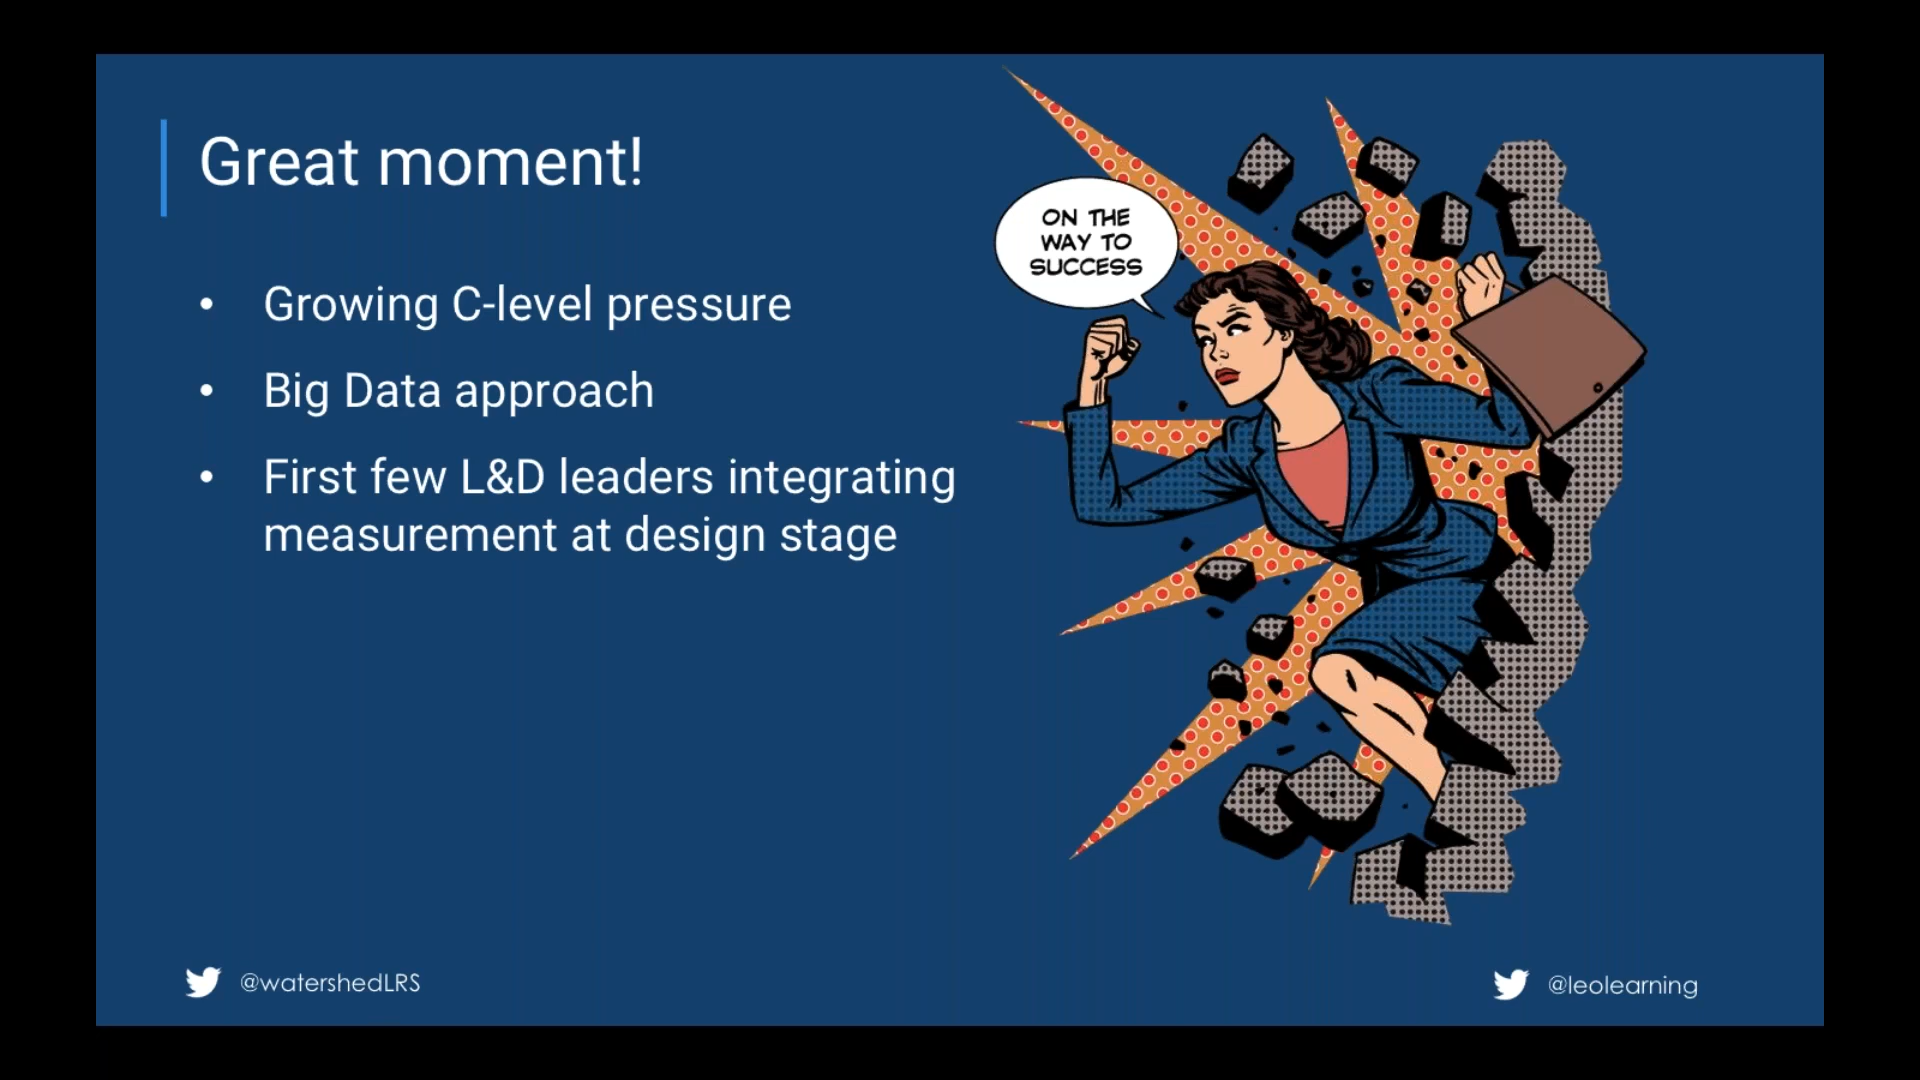 Great moment!
• Growing C-level pressure
• Big Data approach
• First few L&D leaders integrating
measurement at design stage
ON THE
WAY TO
SUCCESS
@watershedLRS
@leolearning